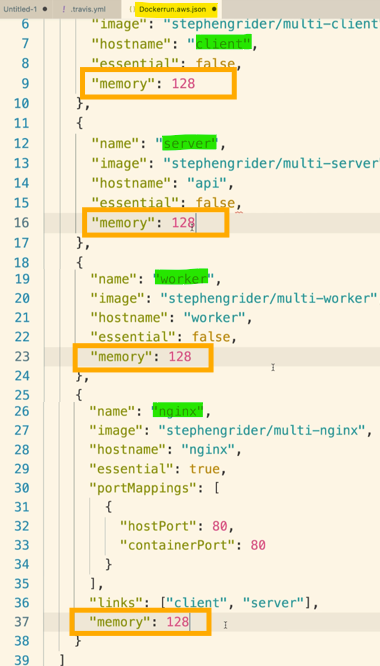 Untitled-1 ● ! .travis.yml {} Dockerrun.aws.json ●
6 "image": "stephengrider/multi-client
7 "hostname": "client",
8 "essential": false,
9 "memory": 128
10 },
11 {
12 "name": "server",
13 "image": "stephengrider/multi-server
14 "hostname": "api",
15 "essential": false,
16 "memory": 128
17 },
18 {
19 "name": "worker",
20 "image": "stephengrider/multi-worker"
21 "hostname": "worker",
22 "essential": false,
23 "memory": 128
24 },
25 {
26 "name": "nginx",
27 "image": "stephengrider/multi-nginx",
28 "hostname": "nginx",
29 "essential": true,
30 "portMappings": [
31 {
32 "hostPort": 80,
33 "containerPort": 80
34 }
35 ],
36 "links": ["client", "server"],
37 "memory": 128
38 }
39 ]